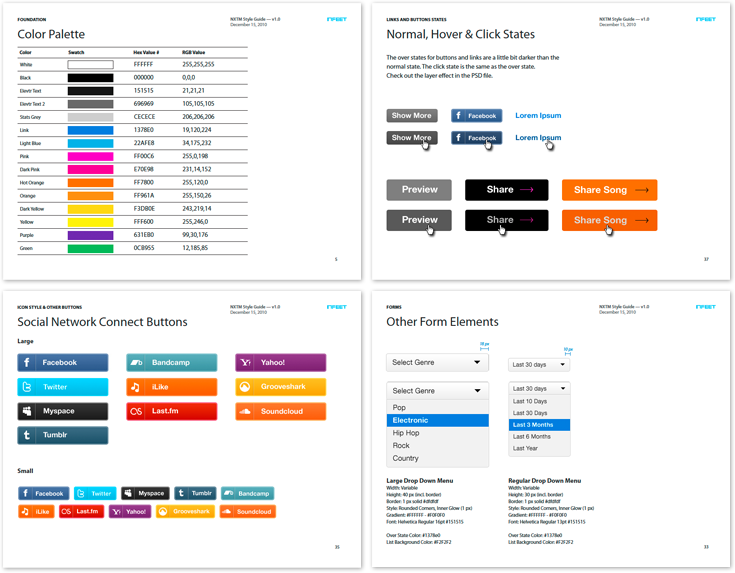 FOUNDATION
NXTM Style Guide — v1.0
December 15, 2010
NFEET
Color Palette
Color Swatch Hex Value # RGB Value
White FFFFFF 255,255,255
Black 000000 0,0,0
Elevtr Text 151515 21,21,21
Elevtr Text 2 696969 105,105,105
Stats Grey CECECE 206,206,206
Link 1378E0 19,120,224
Light Blue 22AFE8 34,175,232
Pink FF00C6 255,0,198
Dark Pink E70E98 231,14,152
Hot Orange FF7800 255,120,0
Orange FF961A 255,150,26
Dark Yellow F3DB0E 243,219,14
Yellow FFF600 255,246,0
Purple 631EB0 99,30,176
Green 0CB955 12,185,85
5
LINKS AND BUTTONS STATES
NXTM Style Guide — v1.0
December 15, 2010
NFEET
Normal, Hover & Click States
The over states for buttons and links are a little bit darker than the
normal state. The click state is the same as the over state.
Check out the layer effect in the PSD file.
Show More f Facebook Lorem Ipsum
Show More f Facebook Lorem Ipsum
Preview Share Share Song
Preview Share Share Song
37
ICON STYLE & OTHER BUTTONS
NXTM Style Guide — v1.0
December 15, 2010
NFEET
Social Network Connect Buttons
Large
f Facebook Bandcamp Y! Yahoo!
Twitter iLike Grooveshark
Myspace Last.fm Soundcloud
t Tumblr
Small
f Facebook Twitter Myspace t Tumblr Bandcamp
iLike Last.fm Y! Yahoo! Grooveshark Soundcloud
35
FORMS
NXTM Style Guide — v1.0
December 15, 2010
NFEET
Other Form Elements
Select Genre
Last 30 days
Select Genre
Pop
Electronic
Hip Hop
Rock
Country
Last 30 days
Last 10 Days
Last 30 Days
Last 3 Months
Last 6 Months
Last Year
Large Drop Down Menu
Width: Variable
Height: 40 px (incl. border)
Border: 1 px solid #dfdfdf
Style: Rounded Corners, Inner Glow (1 px)
Gradient: #FFFFFF - #F0F0F0
Font: Helvetica Regular 16pt #151515
Over State Color: #1378e0
List Background Color: #F2F2F2
Regular Drop Down Menu
Width: Variable
Height: 30 px (incl. border)
Border: 1 px solid #dfdfdf
Style: Rounded Corners, Inner Glow (1 px)
Gradient: #FFFFFF - #F0F0F0
Font: Helvetica Regular 13pt #151515
Over State Color: #1378e0
List Background Color: #F2F2F2
33